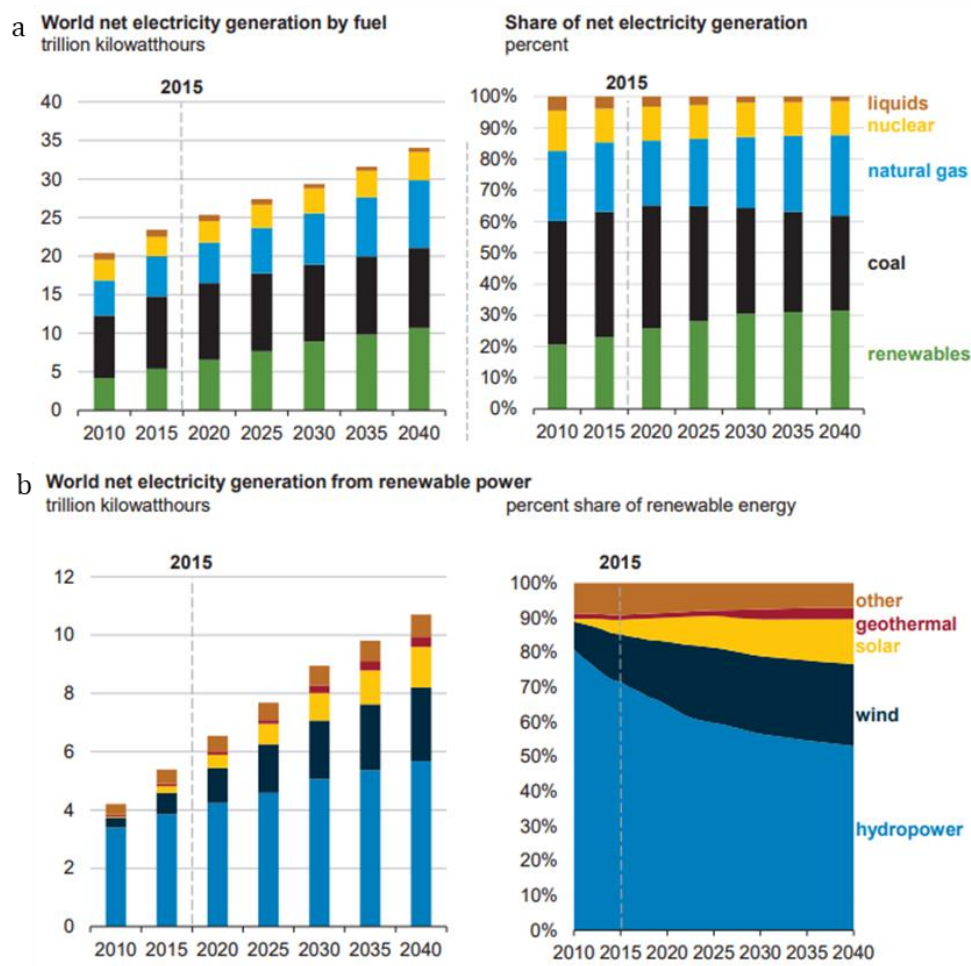 a
World net electricity generation by fuel
trillion kilowatthours
2015
40
35
30
25
20
15
10
5
0
2010 2015 2020 2025 2030 2035 2040
Share of net electricity generation
percent
2015
100%
90%
80%
70%
60%
50%
40%
30%
20%
10%
0%
2010 2015 2020 2025 2030 2035 2040
liquids
nuclear
natural gas
coal
renewables
b
World net electricity generation from renewable power
trillion kilowatthours
2015
12
10
8
6
4
2
0
2010 2015 2020 2025 2030 2035 2040
percent share of renewable energy
2015
100%
90%
80%
70%
60%
50%
40%
30%
20%
10%
0%
2010 2015 2020 2025 2030 2035 2040
other
geothermal
solar
wind
hydropower